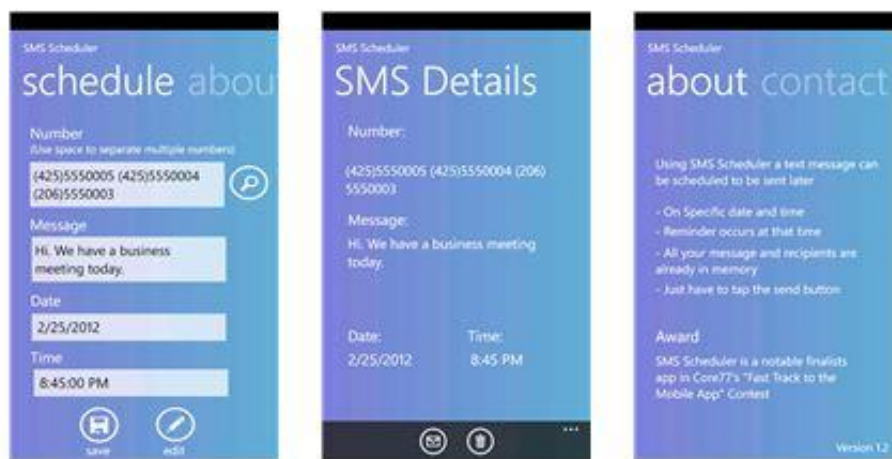 SMS Scheduler
schedule abou
Number
(Use space to separate multiple numbers)
(425)5550005 (425)5550004
(206)5550003
Message
Hi. We have a business
meeting today.
Date
2/25/2012
Time
8:45:00 PM
save
edit
SMS Scheduler
SMS Details
Number:
(425)5550005 (425)5550004 (206)
5550003
Message:
Hi. We have a business meeting
today.
Date:
Time:
2/25/2012
8:45 PM
...
SMS Scheduler
about contact
Using SMS Scheduler a text message can
be scheduled to be sent later
- On Specific date and time
- Reminder occurs at that time
- All your message and recipients are
already in memory
- Just have to tap the send button
Award
SMS Scheduler is a notable finalists
app in Core77's "Fast Track to the
Mobile App" Contest
Version 1.2